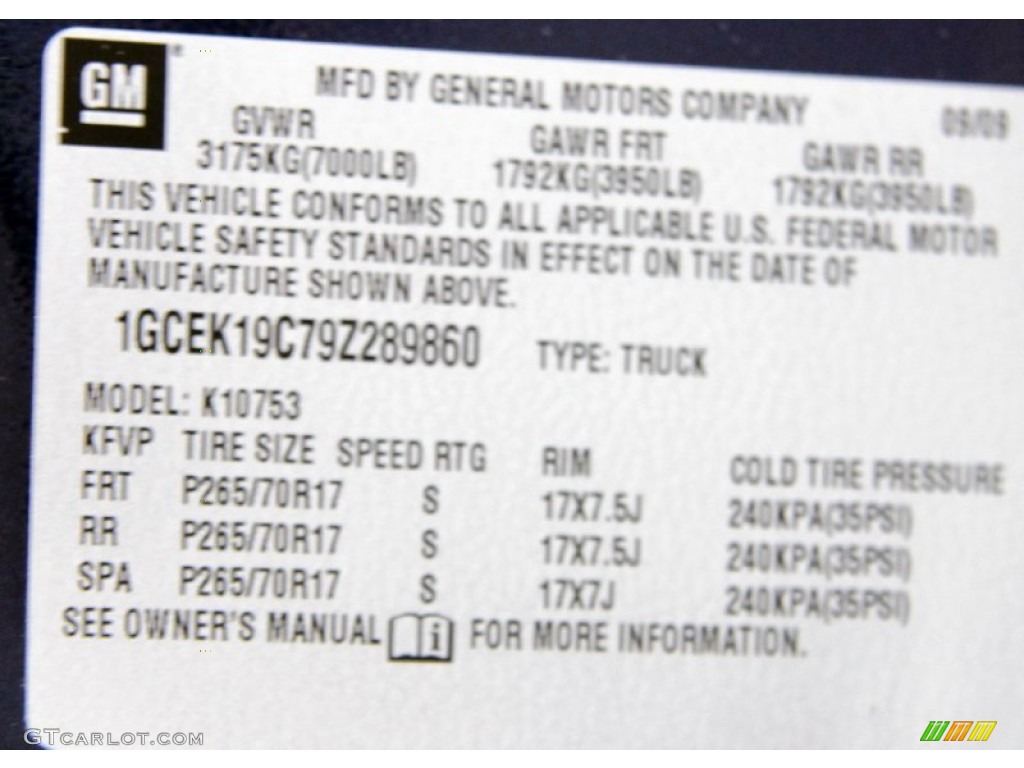 GM
MFD BY GENERAL MOTORS COMPANY 09/09
GVWR GAWR FRT GAWR RR
3175KG(7000LB) 1792KG(3950LB) 1792KG(3950LB)
THIS VEHICLE CONFORMS TO ALL APPLICABLE U.S. FEDERAL MOTOR
VEHICLE SAFETY STANDARDS IN EFFECT ON THE DATE OF
MANUFACTURE SHOWN ABOVE.
1GCEK19C79Z289860 TYPE: TRUCK
MODEL: K10753
KFVP TIRE SIZE SPEED RTG RIM COLD TIRE PRESSURE
FRT P265/70R17 S 17X7.5J 240KPA(35PSI)
RR P265/70R17 S 17X7.5J 240KPA(35PSI)
SPA P265/70R17 S 17X7J 240KPA(35PSI)
SEE OWNER'S MANUAL i FOR MORE INFORMATION.
GTCARLOT.COM